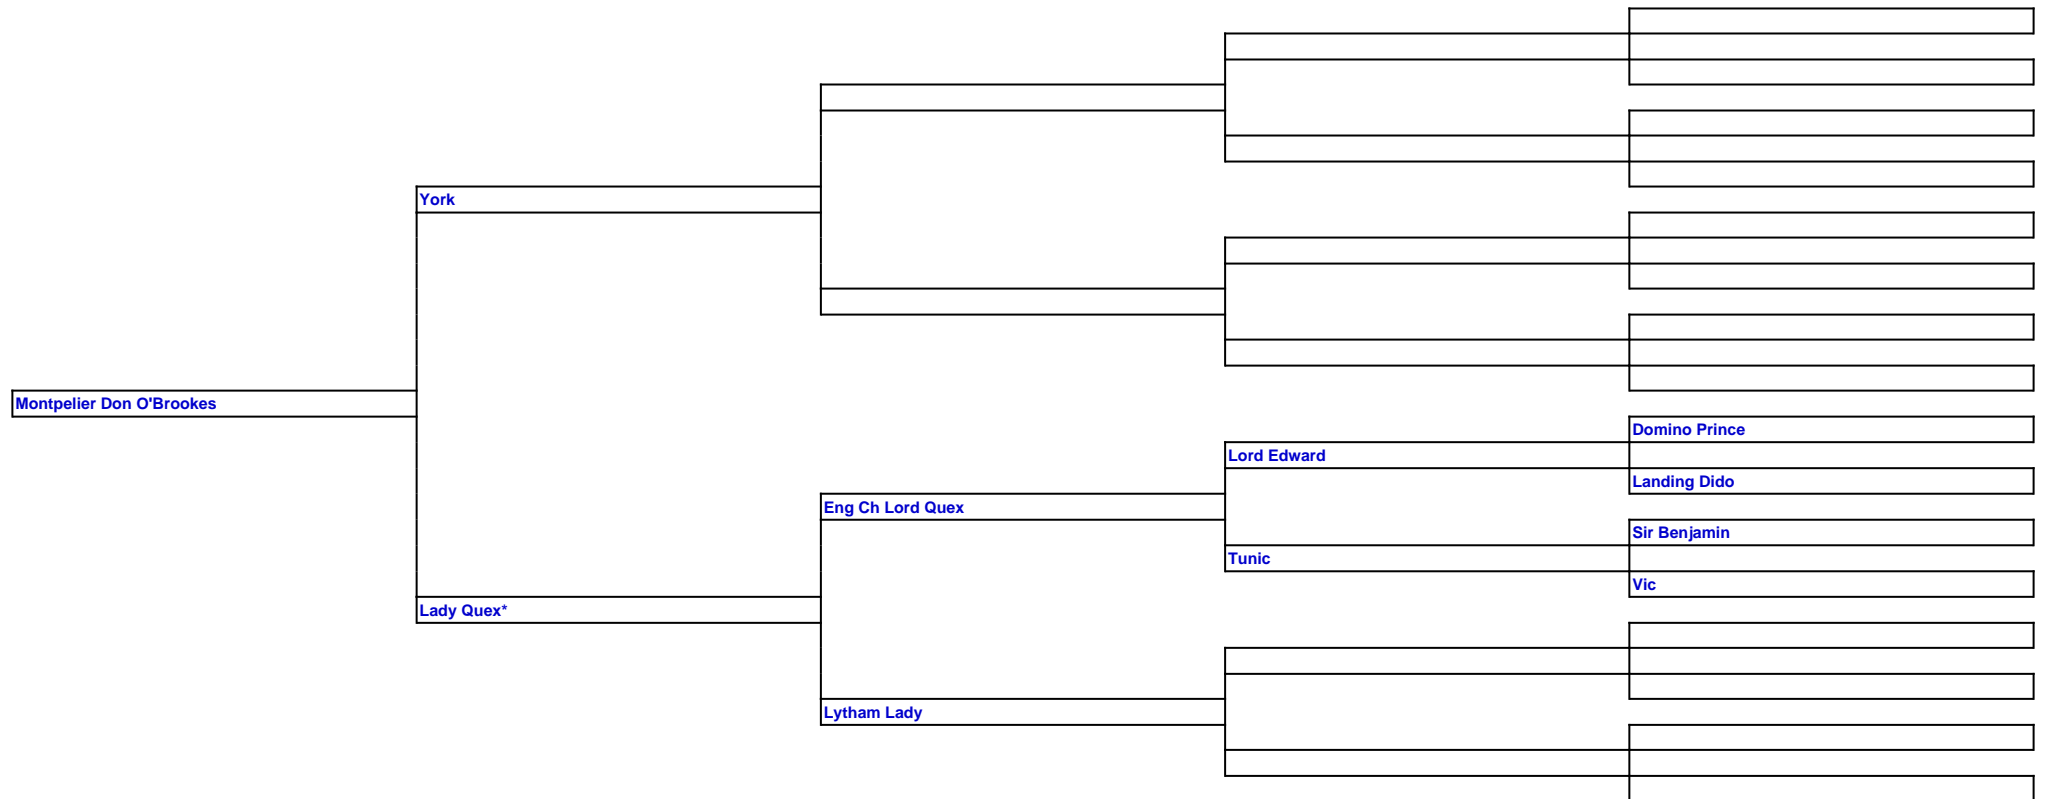 York
Montpelier Don O'Brookes
Domino Prince
Lord Edward
Landing Dido
Eng Ch Lord Quex
Sir Benjamin
Tunic
Vic
Lady Quex*
Lytham Lady